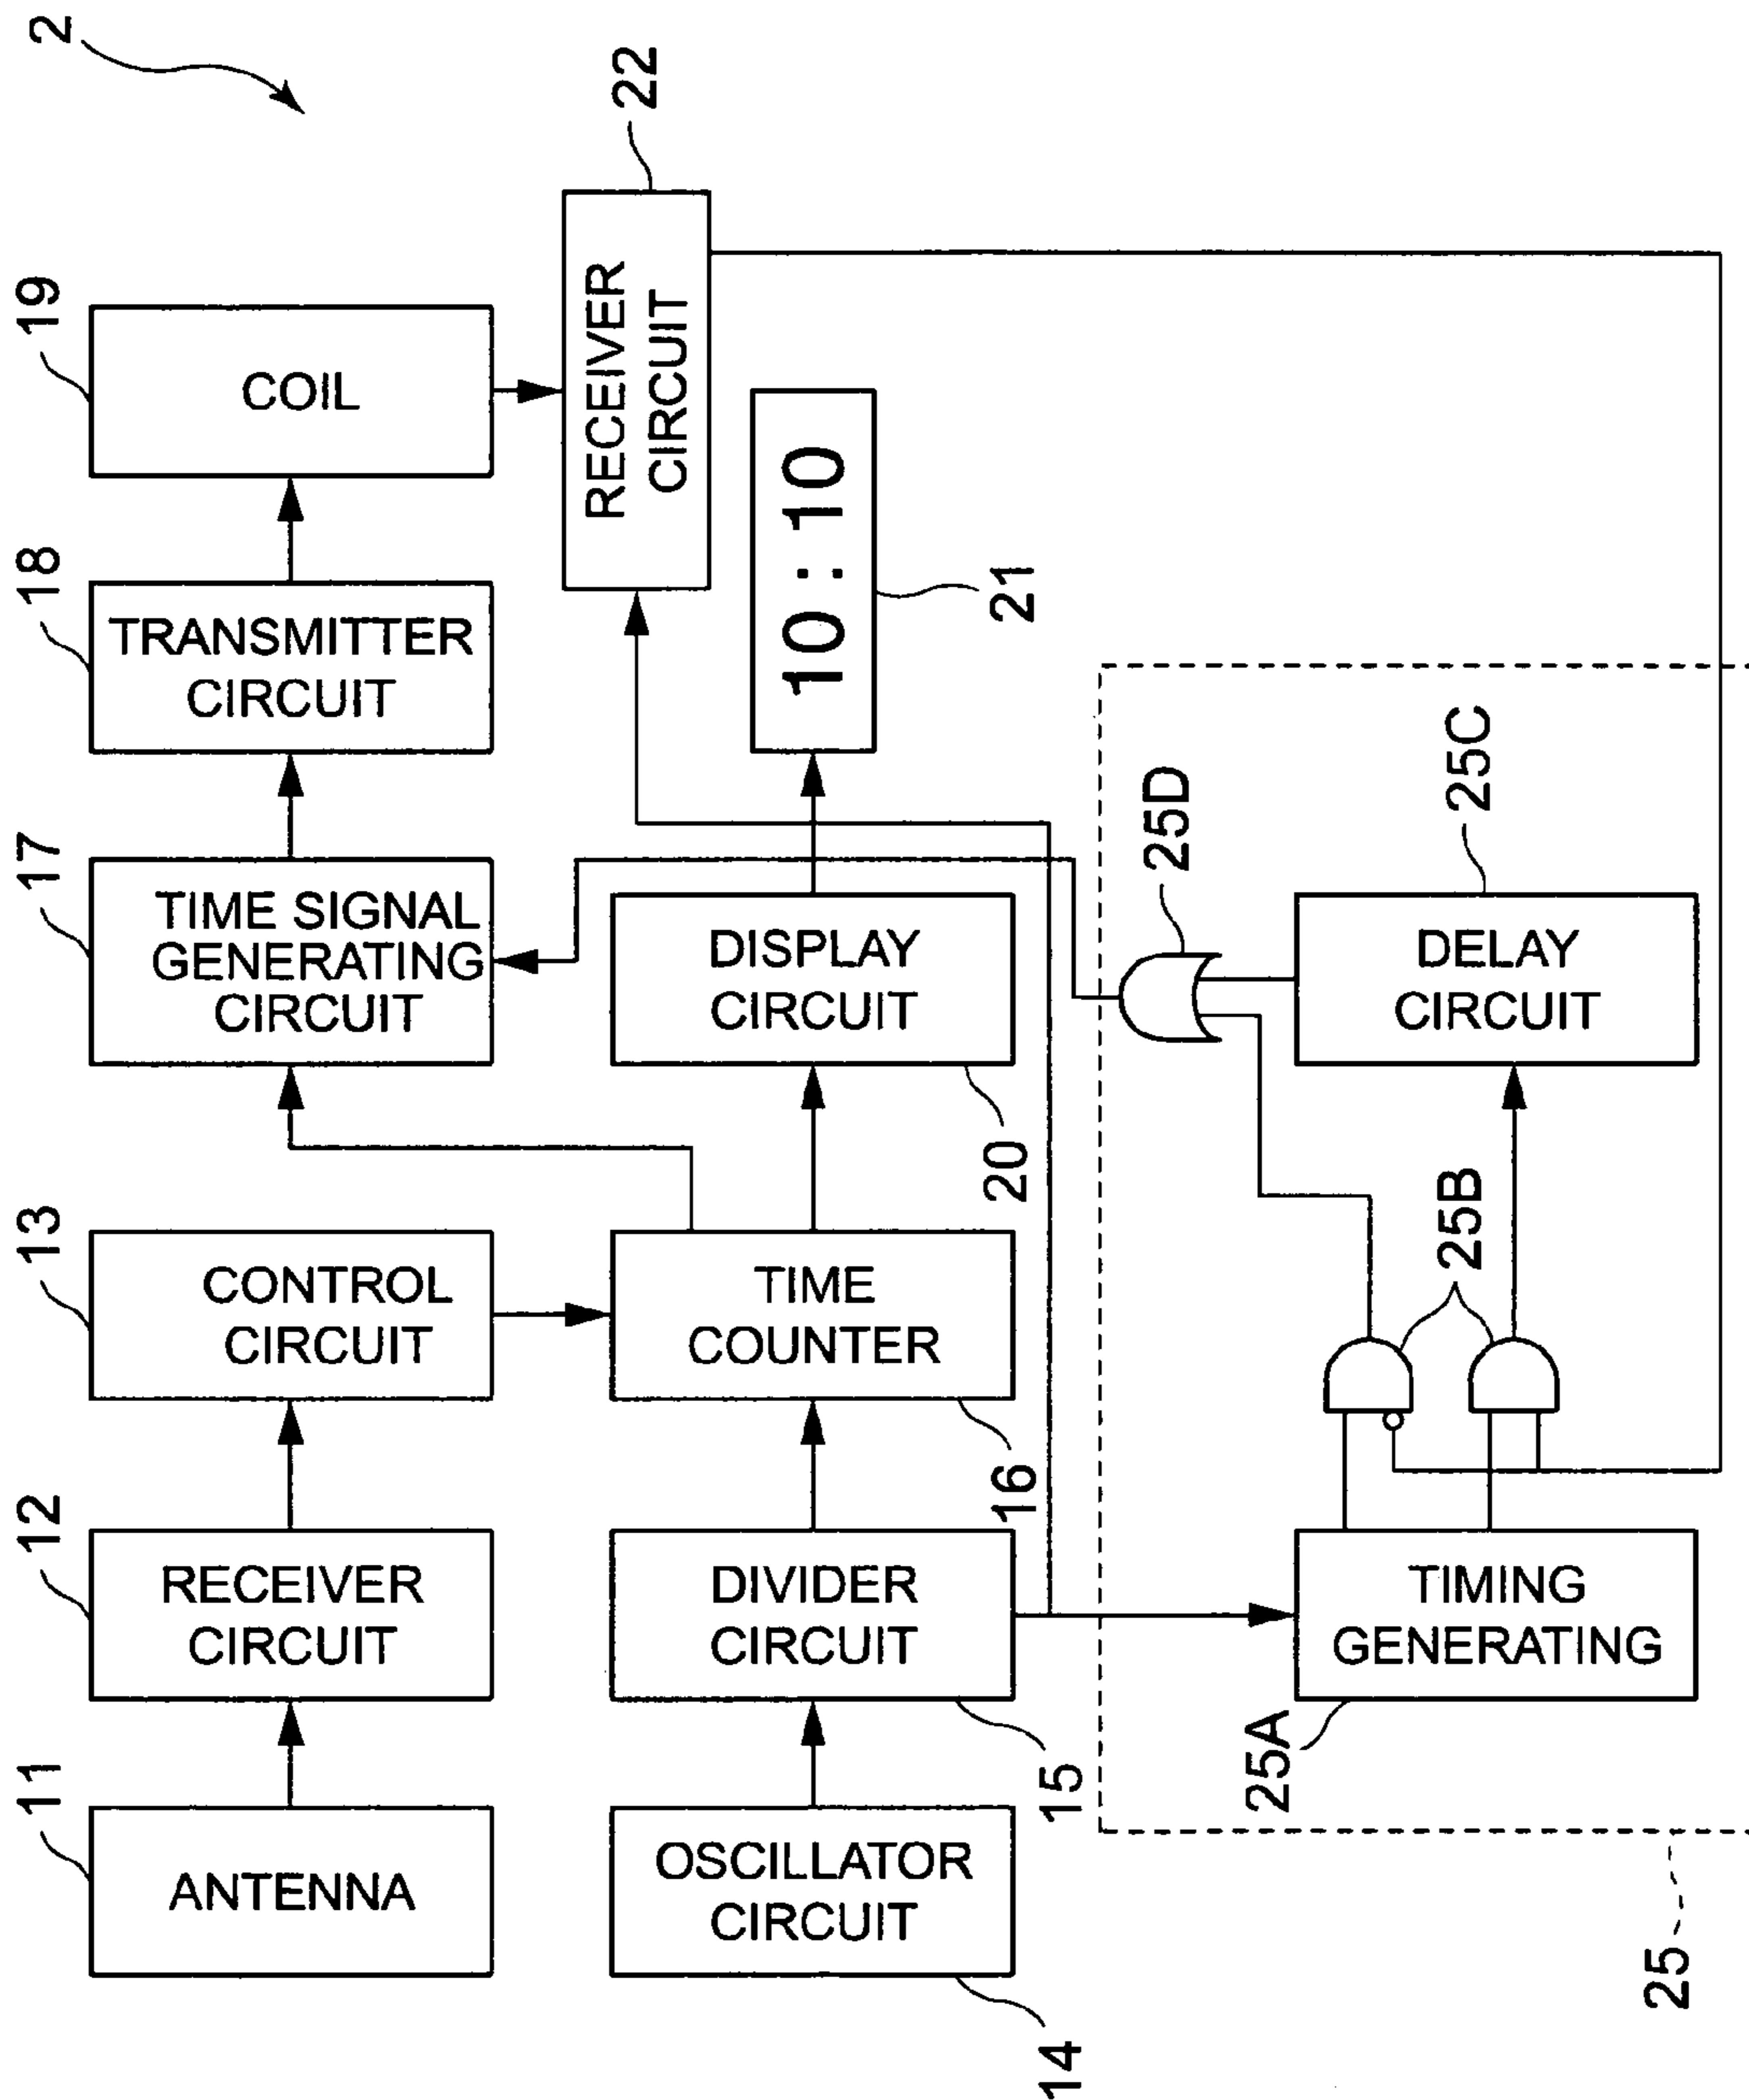 2
11
12
13
17
18
19
ANTENNA
RECEIVER
CIRCUIT
CONTROL
CIRCUIT
TIME SIGNAL
GENERATING
CIRCUIT
TRANSMITTER
CIRCUIT
COIL
22
RECEIVER
CIRCUIT
OSCILLATOR
CIRCUIT
DIVIDER
CIRCUIT
TIME
COUNTER
DISPLAY
CIRCUIT
10 : 10
14
15
16
20
21
25D
25A
25B
25C
TIMING
GENERATING
DELAY
CIRCUIT
25